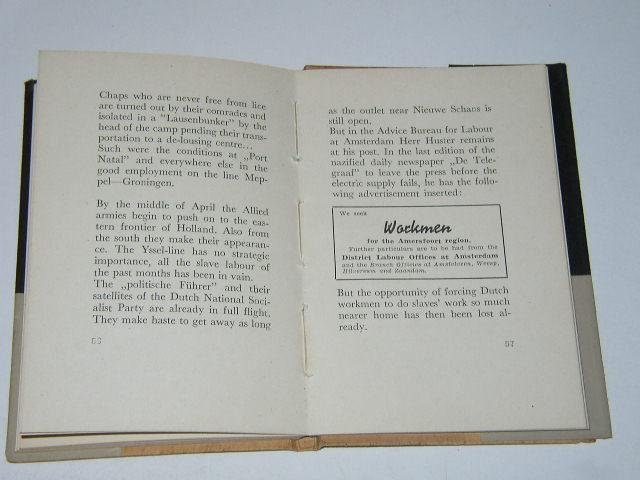 Chaps who are never free from lice
are turned out by their comrades and
isolated in a "Lausenbunker" by the
head of the camp pending their trans-
portation to a de-lousing centre...
Such were the conditions at „Port
Natal" and everywhere else in the
good employment on the line Mep-
pel—Groningen.
By the middle of April the Allied
armies begin to push on to the eas-
tern frontier of Holland. Also from
the south they make their appearan-
ce. The Yssel-line has no strategic
importance, all the slave labour of
the past months has been in vain.
The „politische Führer" and their
satellites of the Dutch National Soci-
alist Party are already in full flight.
They make haste to get away as long
56
as the outlet near Nieuwe Schans is
still open.
But in the Advice Bureau for Labour
at Amsterdam Herr Huster remains
at his post. In the last edition of the
nazified daily newspaper „De Tele-
graaf" to leave the press before the
electric supply fails, he has the follo-
wing advertisement inserted:
We seek
Workmen
for the Amersfoort region.
Further particulars are to be had from the
District Labour Offices at Amsterdam
and the Branch Offices at Amstelveen, Weesp,
Hilversum and Zaandam.
But the opportunity of forcing Dutch
workmen to do slaves' work so much
nearer home has then been lost al-
ready.
57